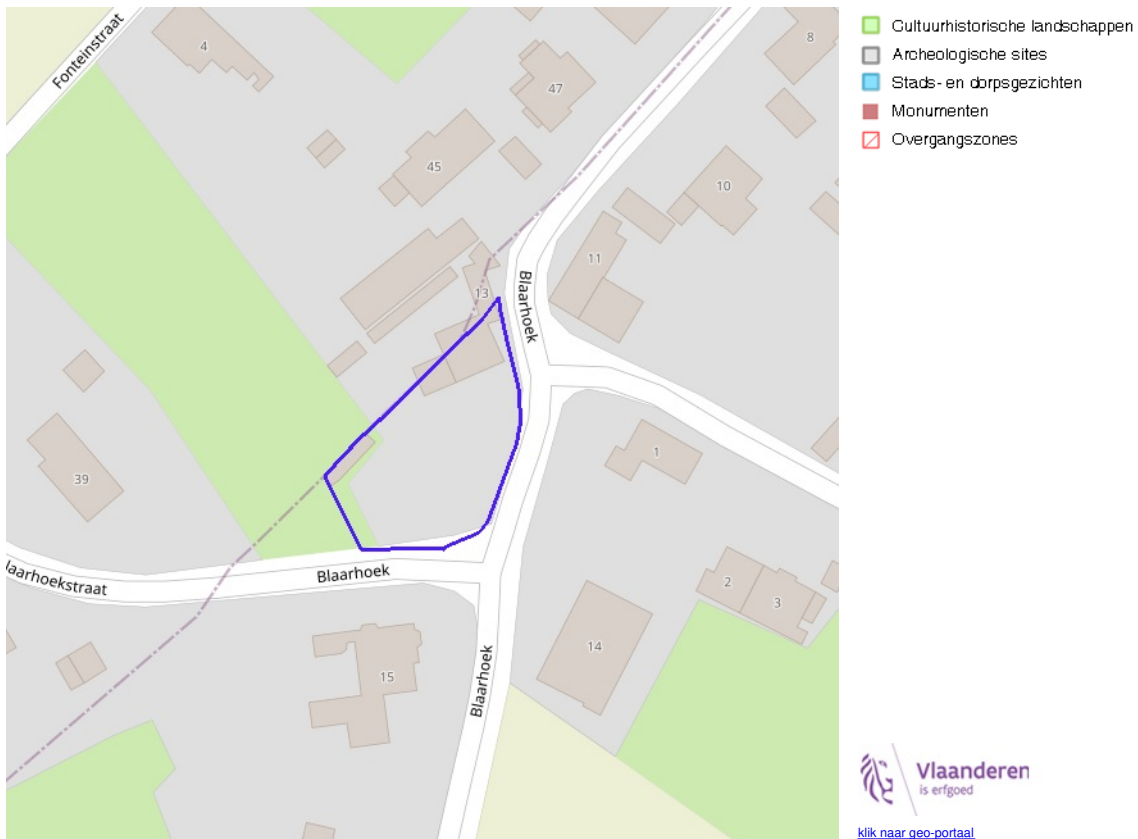 Fonteinstraat
4
8
47
45
10
11
13
Blaarhoek
39
1
laarhoekstraat
Blaarhoek
2
3
14
15
Blaarhoek
Cultuurhistorische landschappen
Archeologische sites
Stads- en dorpsgezichten
Monumenten
Overgangszones
Vlaanderen
is erfgoed
klik naar geo-portaal